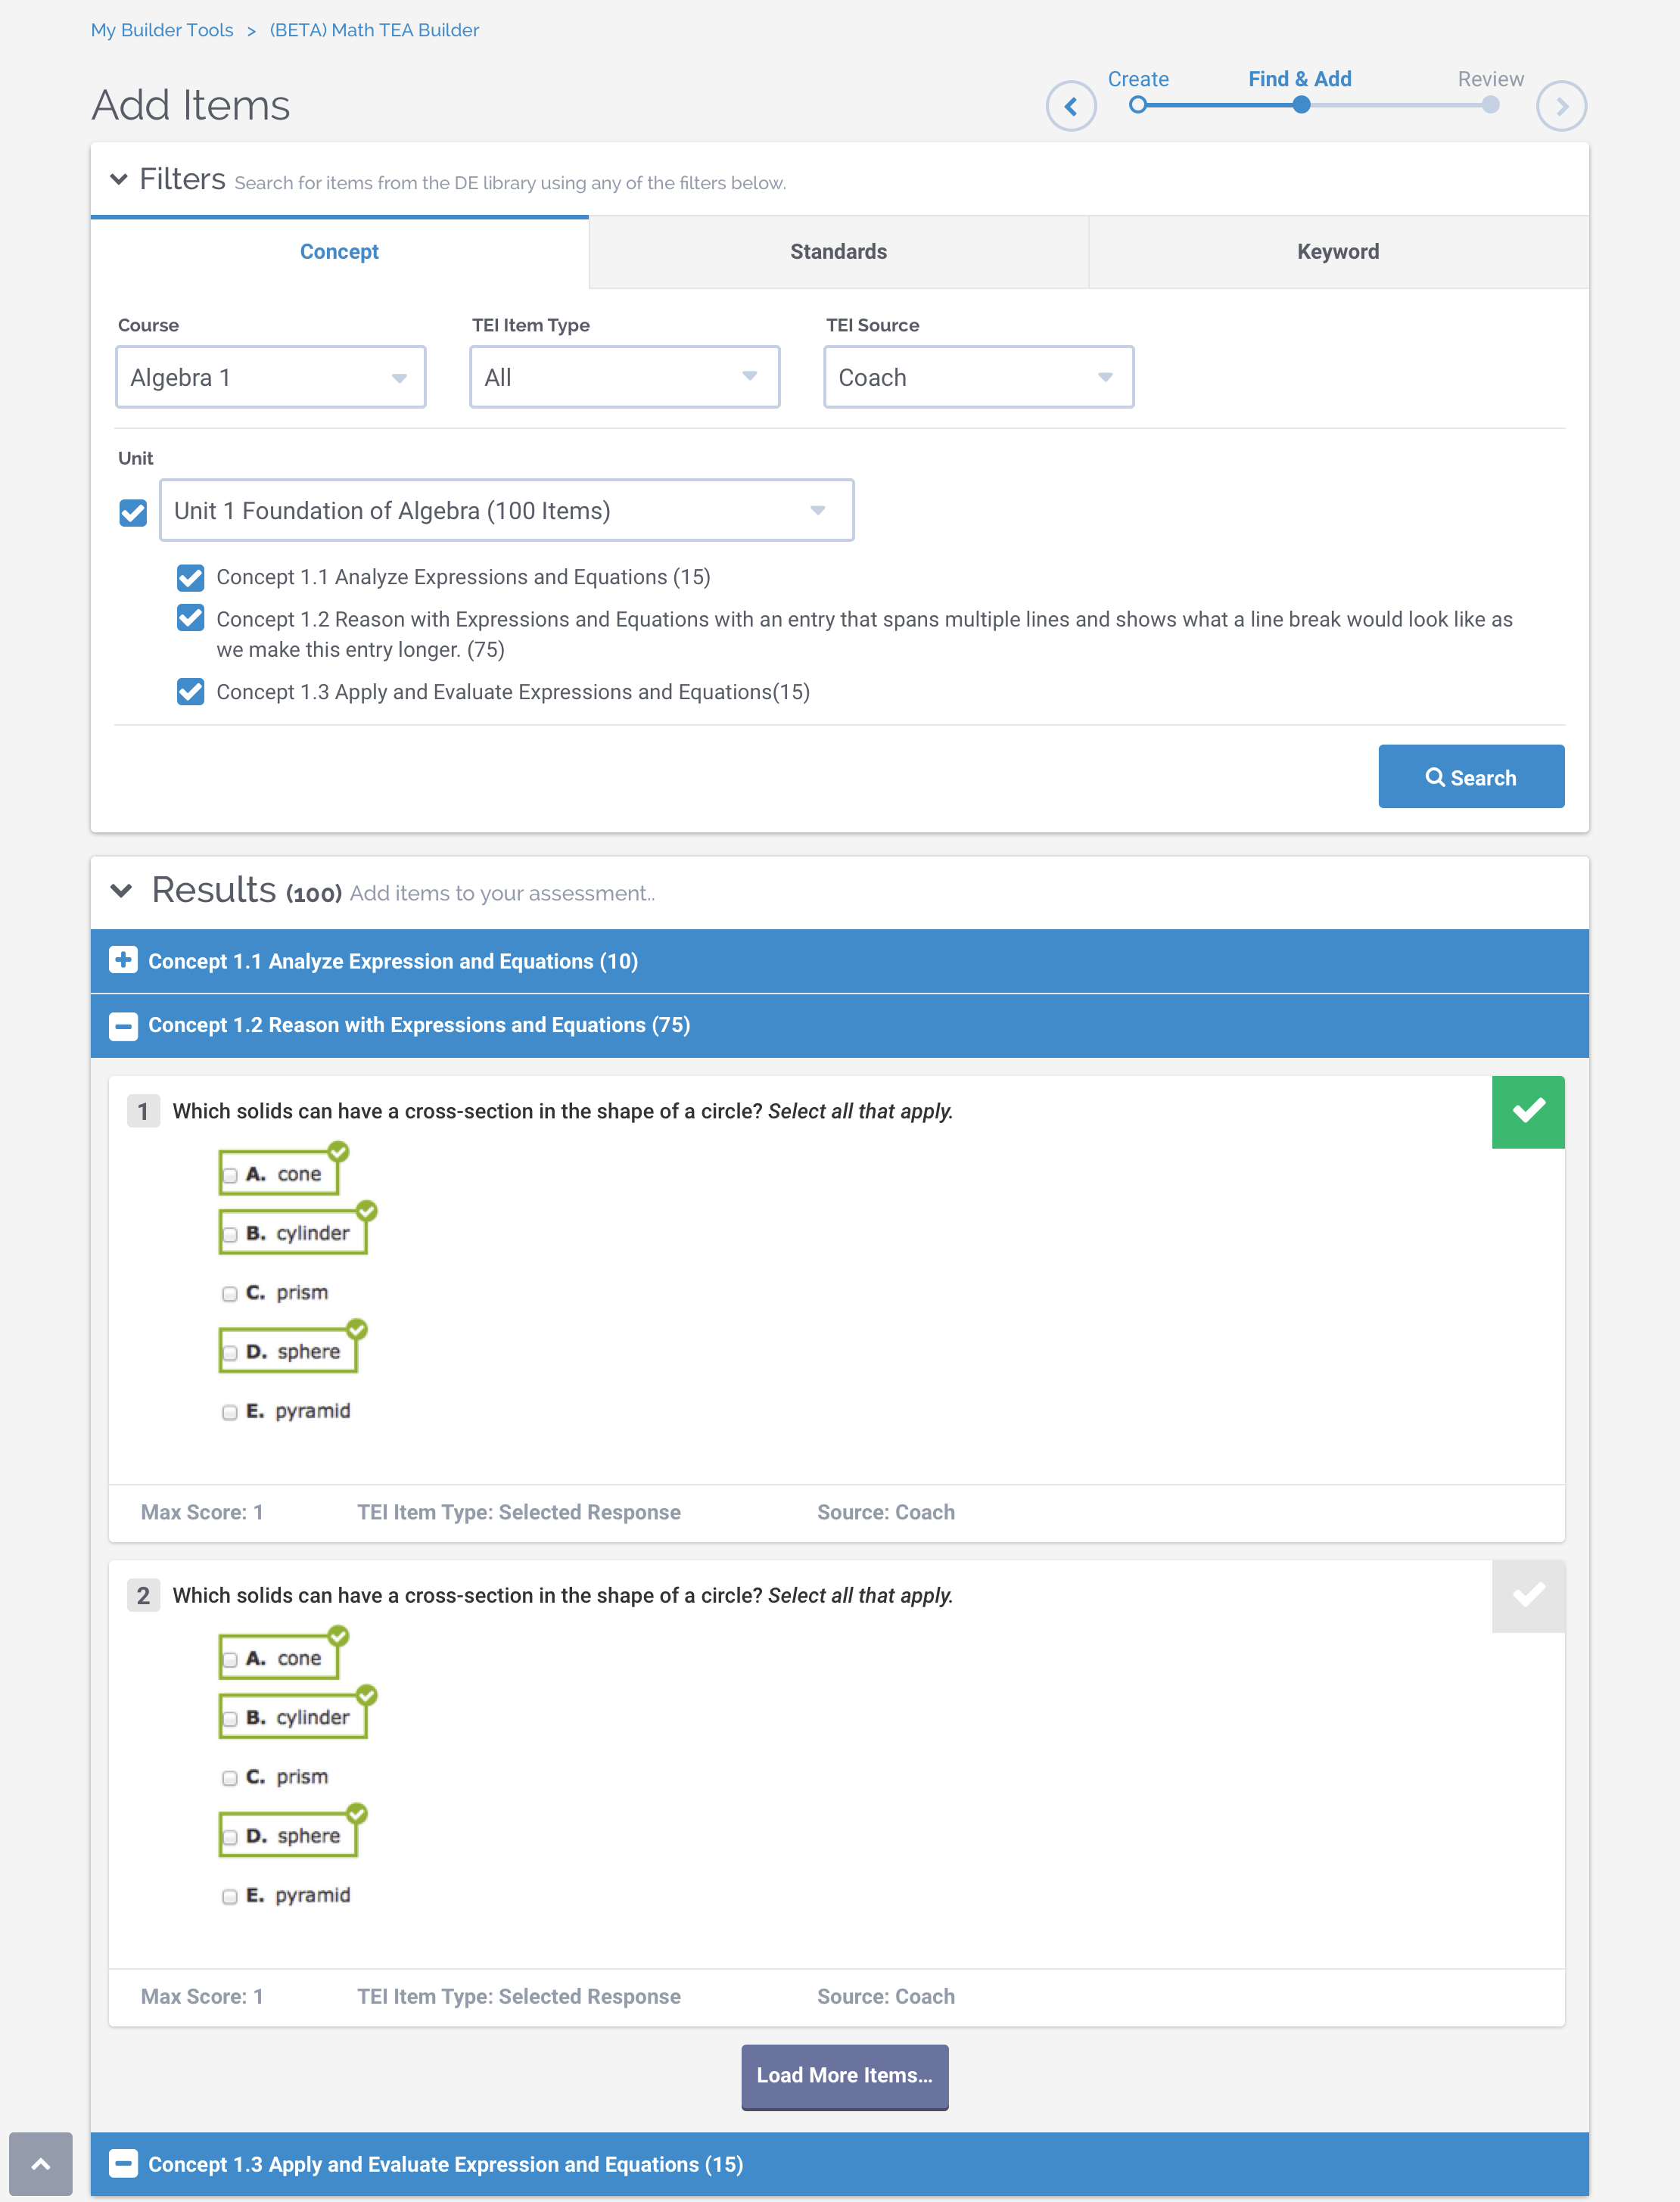 My Builder Tools > (BETA) Math TEA Builder
Add Items
Create Find & Add Review
Filters Search for items from the DE library using any of the filters below.
Concept Standards Keyword
Course TEI Item Type TEI Source
Algebra 1 All Coach
Unit
Unit 1 Foundation of Algebra (100 Items)
Concept 1.1 Analyze Expressions and Equations (15)
Concept 1.2 Reason with Expressions and Equations with an entry that spans multiple lines and shows what a line break would look like as
we make this entry longer. (75)
Concept 1.3 Apply and Evaluate Expressions and Equations(15)
Search
Results (100) Add items to your assessment..
Concept 1.1 Analyze Expression and Equations (10)
Concept 1.2 Reason with Expressions and Equations (75)
1 Which solids can have a cross-section in the shape of a circle? Select all that apply.
A. cone
B. cylinder
C. prism
D. sphere
E. pyramid
Max Score: 1 TEI Item Type: Selected Response Source: Coach
2 Which solids can have a cross-section in the shape of a circle? Select all that apply.
A. cone
B. cylinder
C. prism
D. sphere
E. pyramid
Max Score: 1 TEI Item Type: Selected Response Source: Coach
Load More Items...
Concept 1.3 Apply and Evaluate Expression and Equations (15)